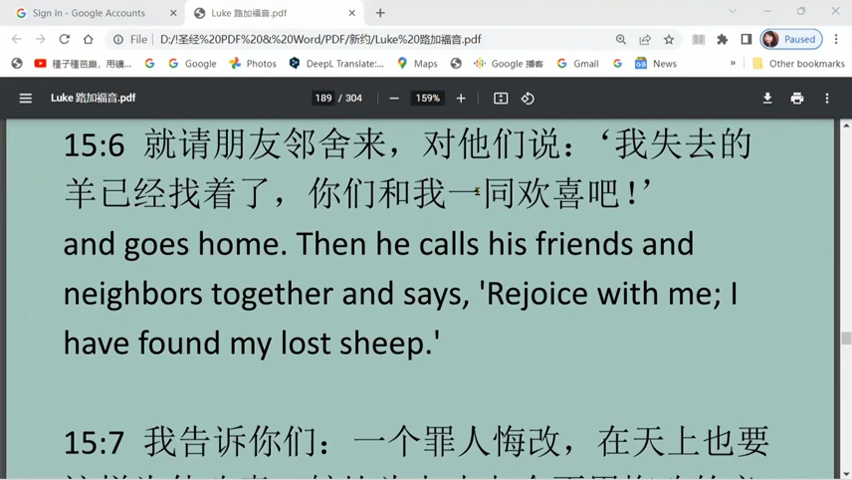 Sign in - Google Accounts
Luke 路加福音.pdf
File D:/!圣经%20PDF%20&%20Word/PDF/新约/Luke%20路加福音.pdf
Paused
種子種芭樂，用礦...
Google
Photos
DeepL Translate:...
Maps
Google 播客
Gmail
News
»
Other bookmarks
Luke 路加福音.pdf
189 / 304
159%
15:6 就请朋友邻舍来，对他们说：‘我失去的
羊已经找着了，你们和我一同欢喜吧！’
and goes home. Then he calls his friends and
neighbors together and says, 'Rejoice with me; I
have found my lost sheep.'
15:7 我告诉你们：一个罪人悔改，在天上也要